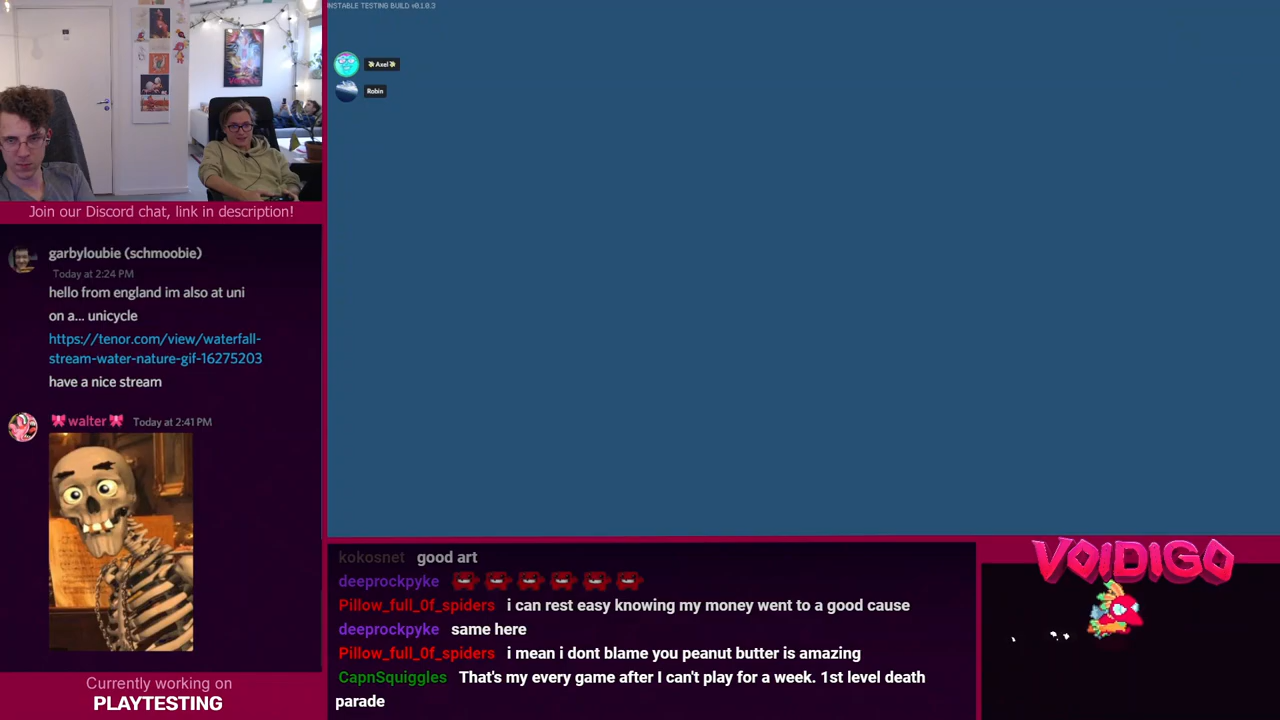 UNSTABLE TESTING BUILD v0.1.0.3
Axel
Robin
Join our Discord chat, link in description!
garbyloubie (schmoobie)
Today at 2:24 PM
hello from england im also at uni
on a... unicycle
https://tenor.com/view/waterfall-
stream-water-nature-gif-16275203
have a nice stream
walter Today at 2:41 PM
kokosnet good art
deeprockpyke
Pillow_full_0f_spiders i can rest easy knowing my money went to a good cause
deeprockpyke same here
Pillow_full_0f_spiders i mean i dont blame you peanut butter is amazing
CapnSquiggles That's my every game after I can't play for a week. 1st level death
parade
VOIDIGO
Currently working on
PLAYTESTING